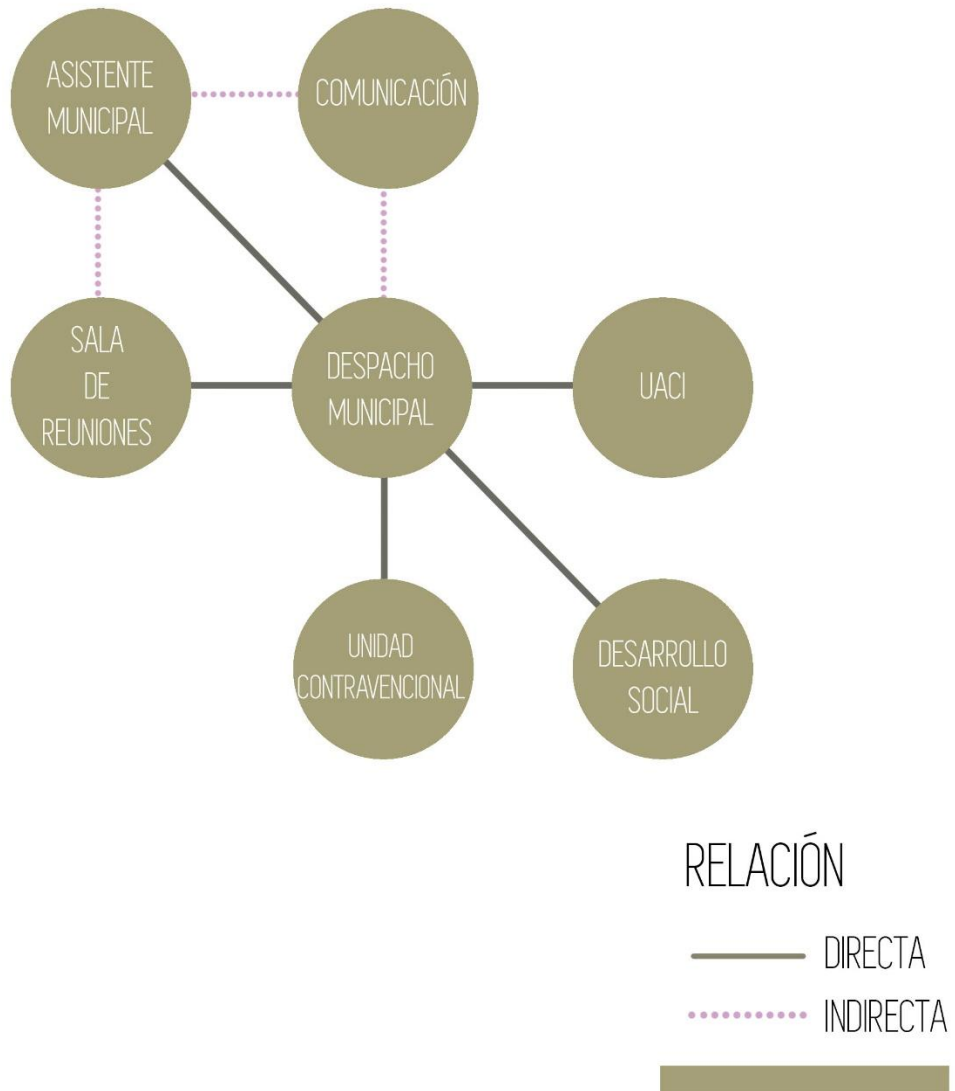 ASISTENTE
MUNICIPAL
COMUNICACIÓN
SALA
DE
REUNIONES
DESPACHO
MUNICIPAL
UACI
UNIDAD
CONTRAVENCIONAL
DESARROLLO
SOCIAL
RELACIÓN
DIRECTA
INDIRECTA